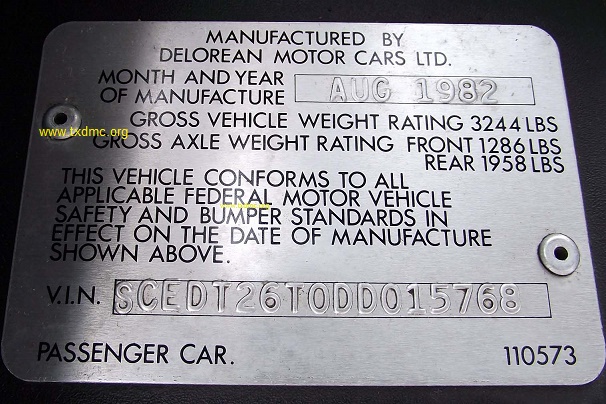 MANUFACTURED BY
DELOREAN MOTOR CARS LTD.
MONTH AND YEAR
OF MANUFACTURE AUG 1982
GROSS VEHICLE WEIGHT RATING 3244 LBS
www.txdmc.org
GROSS AXLE WEIGHT RATING FRONT 1286 LBS
REAR 1958 LBS
THIS VEHICLE CONFORMS TO ALL
APPLICABLE FEDERAL MOTOR VEHICLE
SAFETY AND BUMPER STANDARDS IN
EFFECT ON THE DATE OF MANUFACTURE
SHOWN ABOVE.
V.I.N. SCEDT26T0DD015768
PASSENGER CAR. 110573